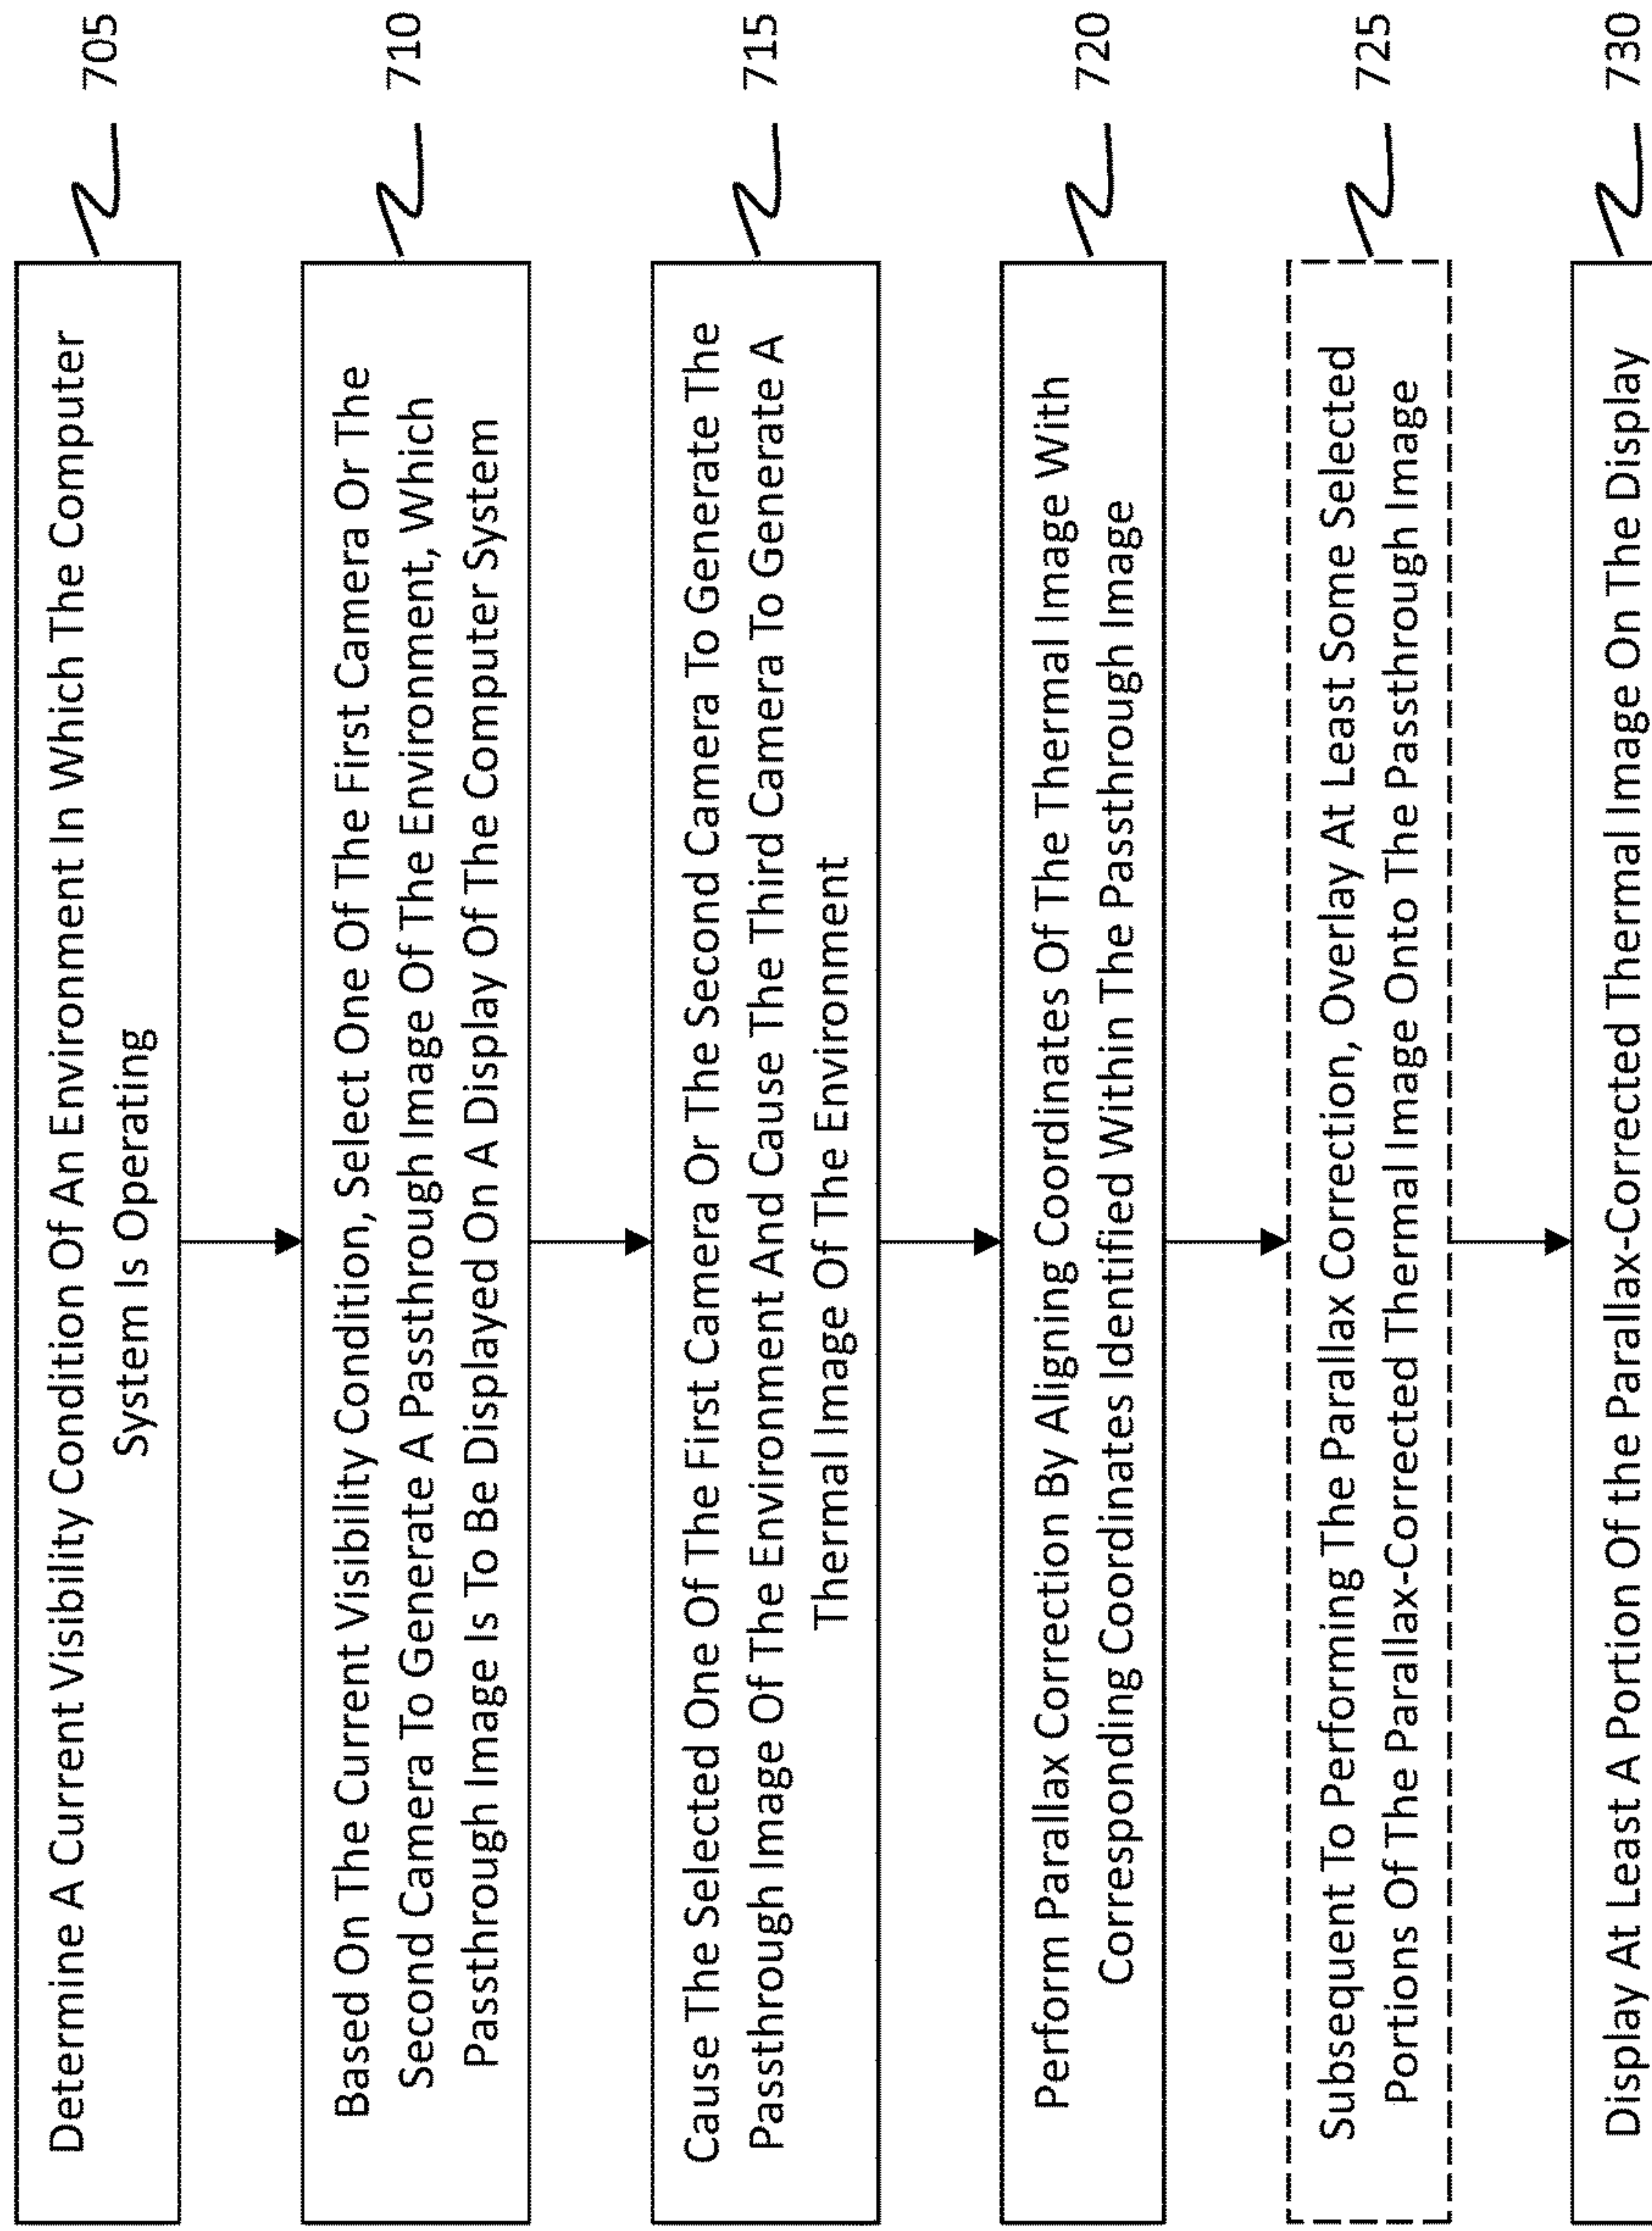 Determine A Current Visibility Condition Of An Environment In Which The Computer
System Is Operating
705
Based On The Current Visibility Condition, Select One Of The First Camera Or The
Second Camera To Generate A Passthrough Image Of The Environment, Which
Passthrough Image Is To Be Displayed On A Display Of The Computer System
710
Cause The Selected One Of The First Camera Or The Second Camera To Generate The
Passthrough Image Of The Environment And Cause The Third Camera To Generate A
Thermal Image Of The Environment
715
Perform Parallax Correction By Aligning Coordinates Of The Thermal Image With
Corresponding Coordinates Identified Within The Passthrough Image
720
Subsequent To Performing The Parallax Correction, Overlay At Least Some Selected
Portions Of The Parallax-Corrected Thermal Image Onto The Passthrough Image
725
Display At Least A Portion Of the Parallax-Corrected Thermal Image On The Display
730